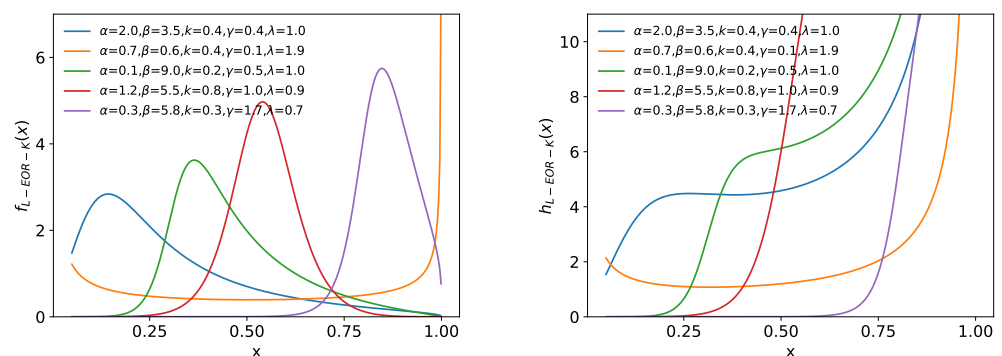 α=2.0,β=3.5,k=0.4,γ=0.4,λ=1.0
α=0.7,β=0.6,k=0.4,γ=0.1,λ=1.9
α=0.1,β=9.0,k=0.2,γ=0.5,λ=1.0
α=1.2,β=5.5,k=0.8,γ=1.0,λ=0.9
α=0.3,β=5.8,k=0.3,γ=1.7,λ=0.7
6
4
2
0
f_{L-EOR-K}(x)
0.25 0.50 0.75 1.00
x
α=2.0,β=3.5,k=0.4,γ=0.4,λ=1.0
α=0.7,β=0.6,k=0.4,γ=0.1,λ=1.9
α=0.1,β=9.0,k=0.2,γ=0.5,λ=1.0
α=1.2,β=5.5,k=0.8,γ=1.0,λ=0.9
α=0.3,β=5.8,k=0.3,γ=1.7,λ=0.7
10
8
6
4
2
0
h_{L-EOR-K}(x)
0.25 0.50 0.75 1.00
x